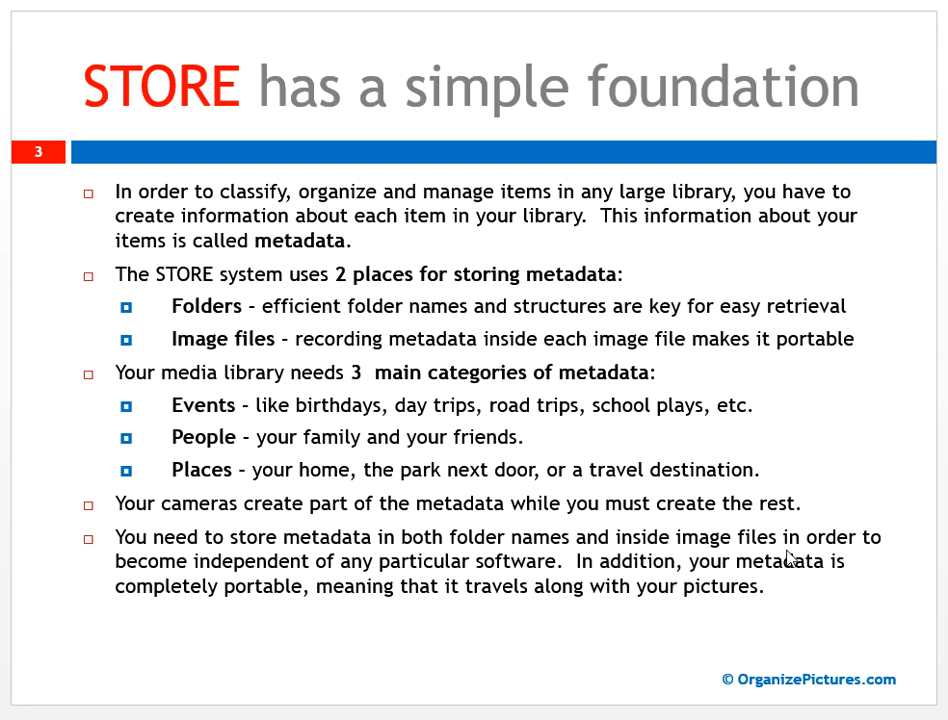 STORE has a simple foundation
3
In order to classify, organize and manage items in any large library, you have to
create information about each item in your library.  This information about your
items is called metadata.
The STORE system uses 2 places for storing metadata:
Folders – efficient folder names and structures are key for easy retrieval
Image files – recording metadata inside each image file makes it portable
Your media library needs 3  main categories of metadata:
Events – like birthdays, day trips, road trips, school plays, etc.
People – your family and your friends.
Places – your home, the park next door, or a travel destination.
Your cameras create part of the metadata while you must create the rest.
You need to store metadata in both folder names and inside image files in order to
become independent of any particular software.  In addition, your metadata is
completely portable, meaning that it travels along with your pictures.
© OrganizePictures.com